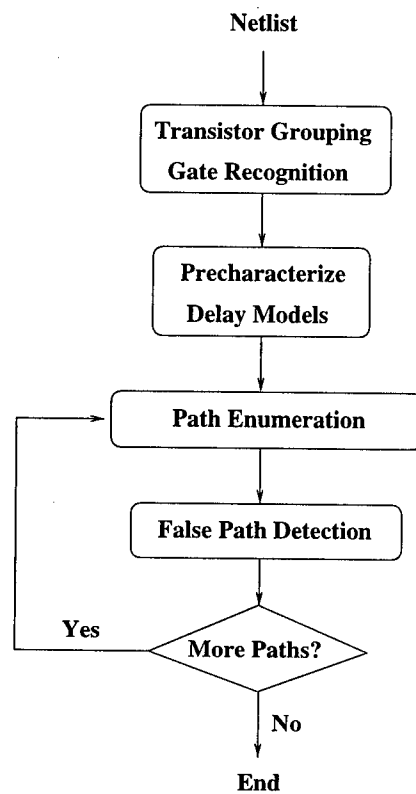 Netlist
Transistor Grouping
Gate Recognition
Precharacterize
Delay Models
Path Enumeration
False Path Detection
More Paths?
Yes
No
End